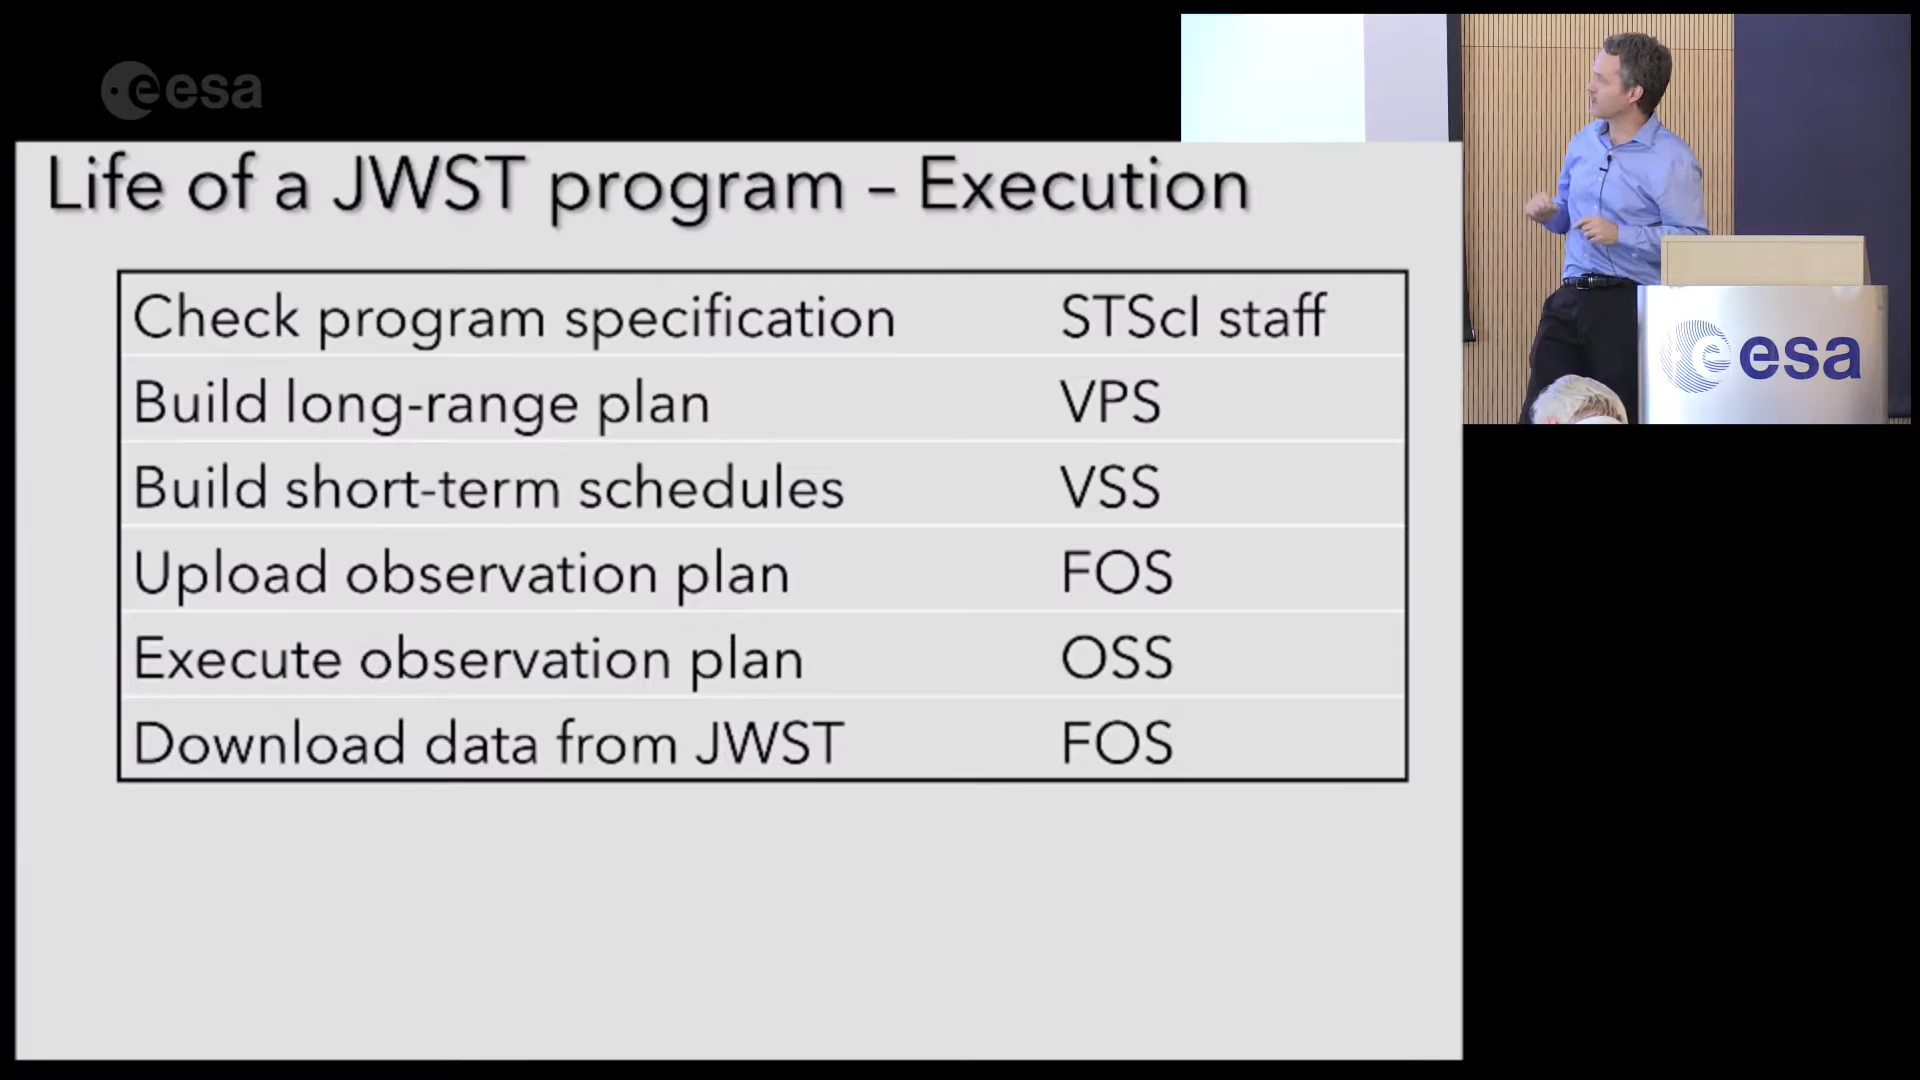 esa
Life of a JWST program – Execution
Check program specification STScI staff
Build long-range plan VPS
Build short-term schedules VSS
Upload observation plan FOS
Execute observation plan OSS
Download data from JWST FOS
esa